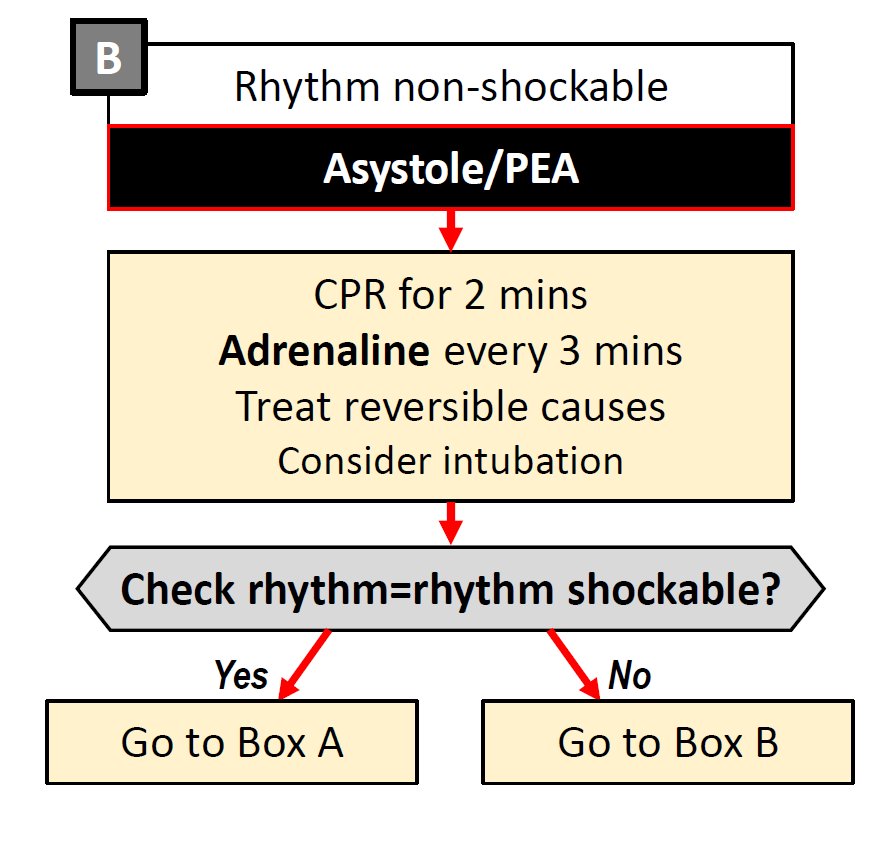 B
Rhythm non-shockable
Asystole/PEA
CPR for 2 mins
Adrenaline every 3 mins
Treat reversible causes
Consider intubation
Check rhythm=rhythm shockable?
Yes
No
Go to Box A
Go to Box B